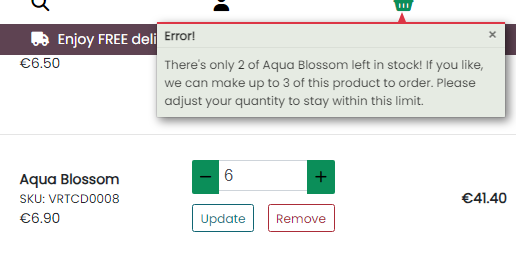 Enjoy FREE deli
€6.50
Error!
×
There's only 2 of Aqua Blossom left in stock! If you like,
we can make up to 3 of this product to order. Please
adjust your quantity to stay within this limit.
Aqua Blossom
SKU: VRTCD0008
€6.90
− 6 +
Update Remove
€41.40